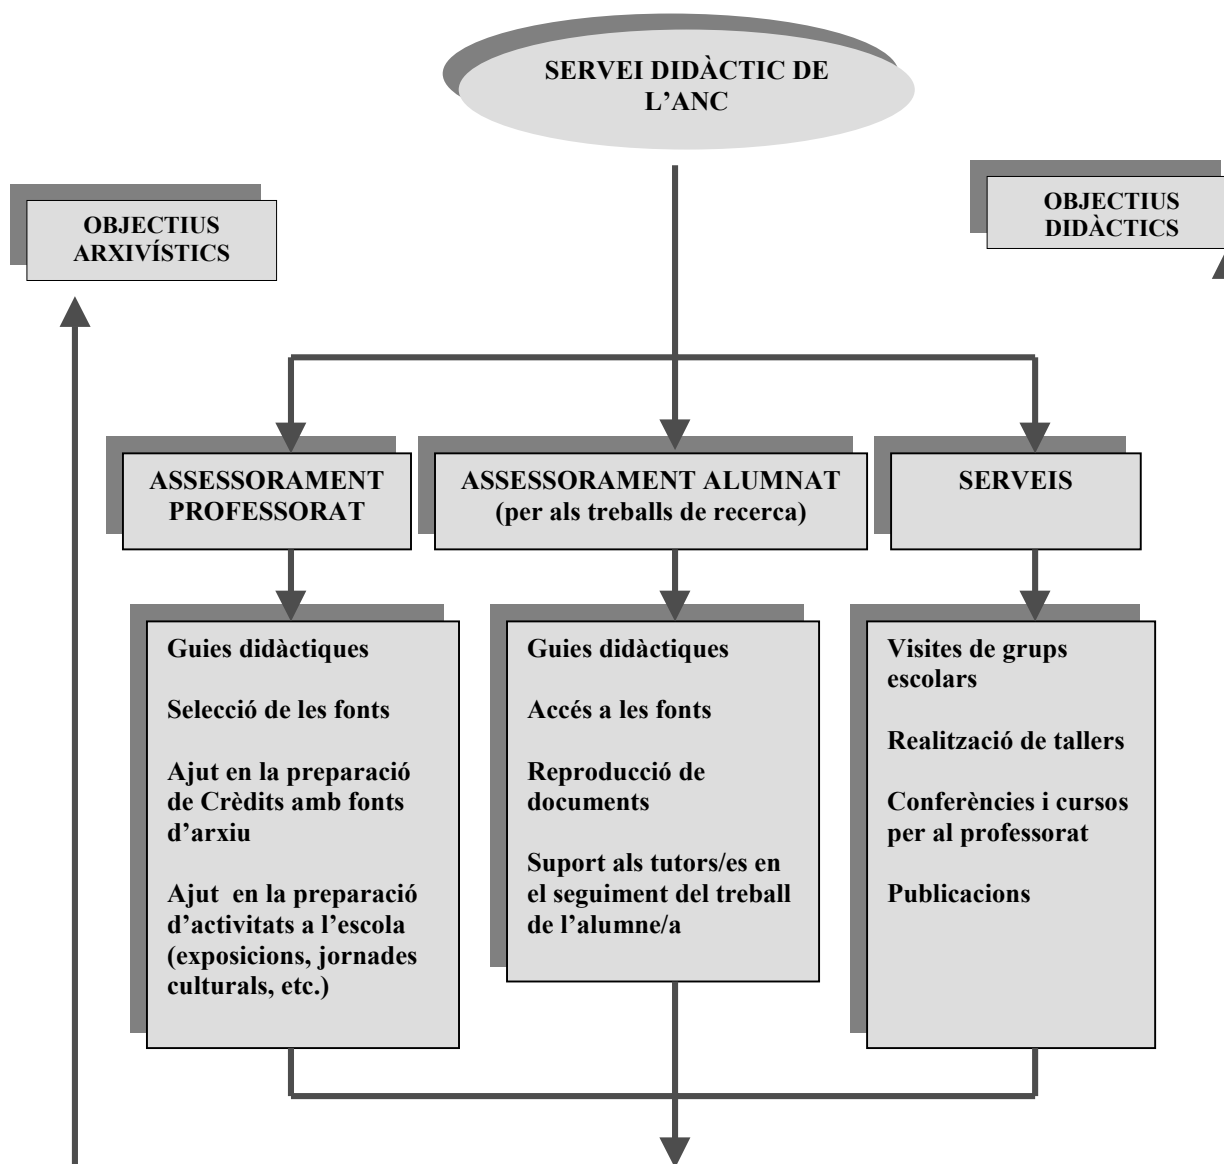 SERVEI DIDÀCTIC DE
L’ANC
OBJECTIUS
ARXIVÍSTICS
OBJECTIUS
DIDÀCTICS
ASSESSORAMENT
PROFESSORAT
ASSESSORAMENT ALUMNAT
(per als treballs de recerca)
SERVEIS
Guies didàctiques
Selecció de les fonts
Ajut en la preparació
de Crèdits amb fonts
d’arxiu
Ajut en la preparació
d’activitats a l’escola
(exposicions, jornades
culturals, etc.)
Guies didàctiques
Accés a les fonts
Reproducció de
documents
Suport als tutors/es en
el seguiment del treball
de l’alumne/a
Visites de grups
escolars
Realització de tallers
Conferències i cursos
per al professorat
Publicacions